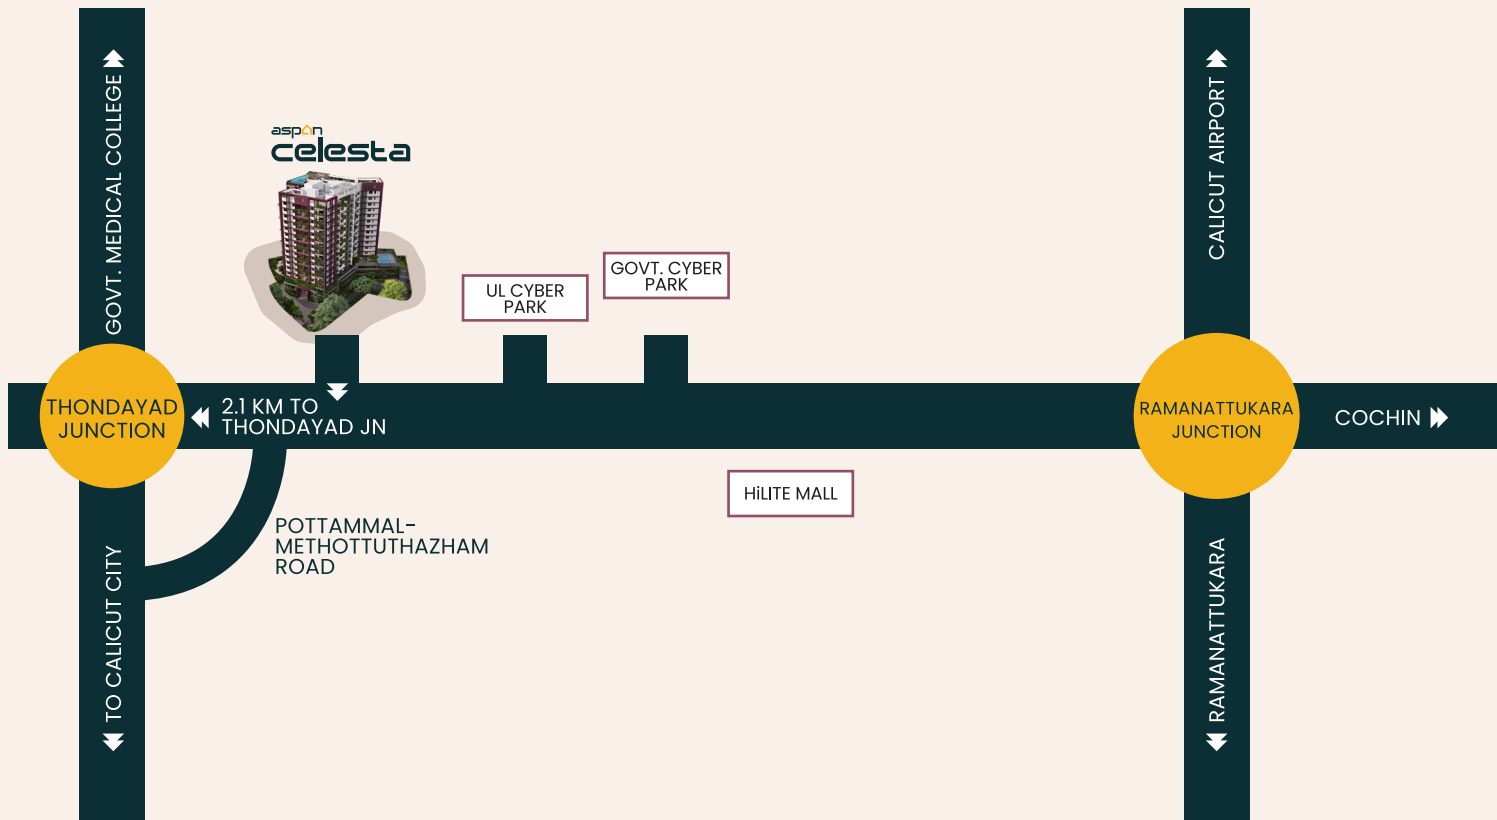 GOVT. MEDICAL COLLEGE
aspan
celesta
UL CYBER
PARK
GOVT. CYBER
PARK
CALICUT AIRPORT
THONDAYAD
JUNCTION
2.1 KM TO
THONDAYAD JN
RAMANATTUKARA
JUNCTION
COCHIN
HiLITE MALL
POTTAMMAL-
METHOTTUTHAZHAM
ROAD
TO CALICUT CITY
RAMANATTUKARA